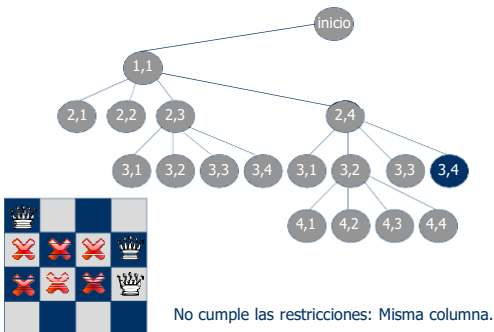 inicio
1,1
2,1 2,2 2,3 2,4
3,1 3,2 3,3 3,4 3,1 3,2 3,3 3,4
4,1 4,2 4,3 4,4
No cumple las restricciones: Misma columna.